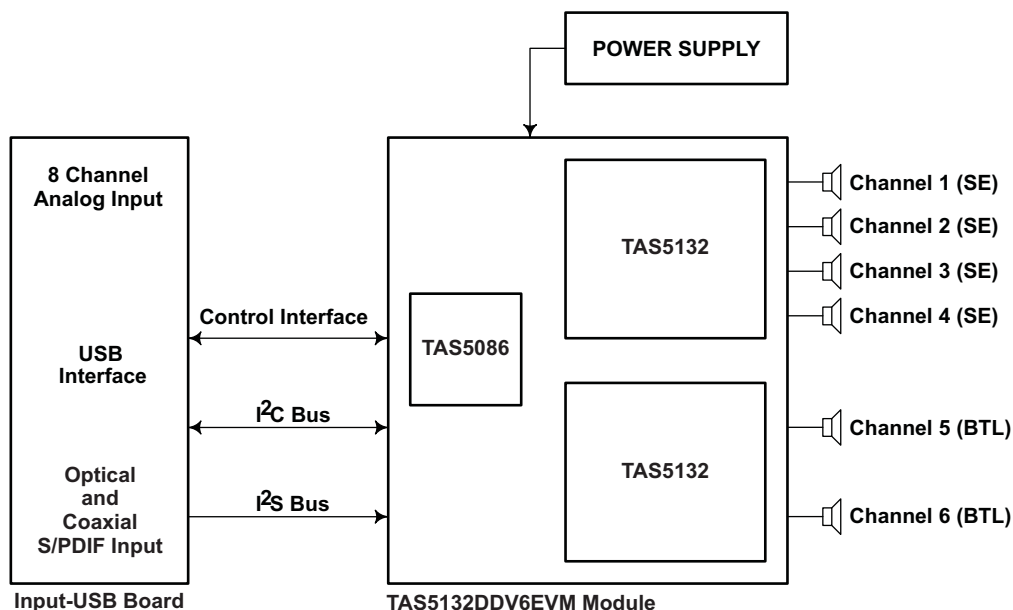 POWER SUPPLY
8 Channel
Analog Input
USB
Interface
Optical
and
Coaxial
S/PDIF Input
Input-USB Board
Control Interface
I²C Bus
I²S Bus
TAS5086
TAS5132
TAS5132
TAS5132DDV6EVM Module
Channel 1 (SE)
Channel 2 (SE)
Channel 3 (SE)
Channel 4 (SE)
Channel 5 (BTL)
Channel 6 (BTL)